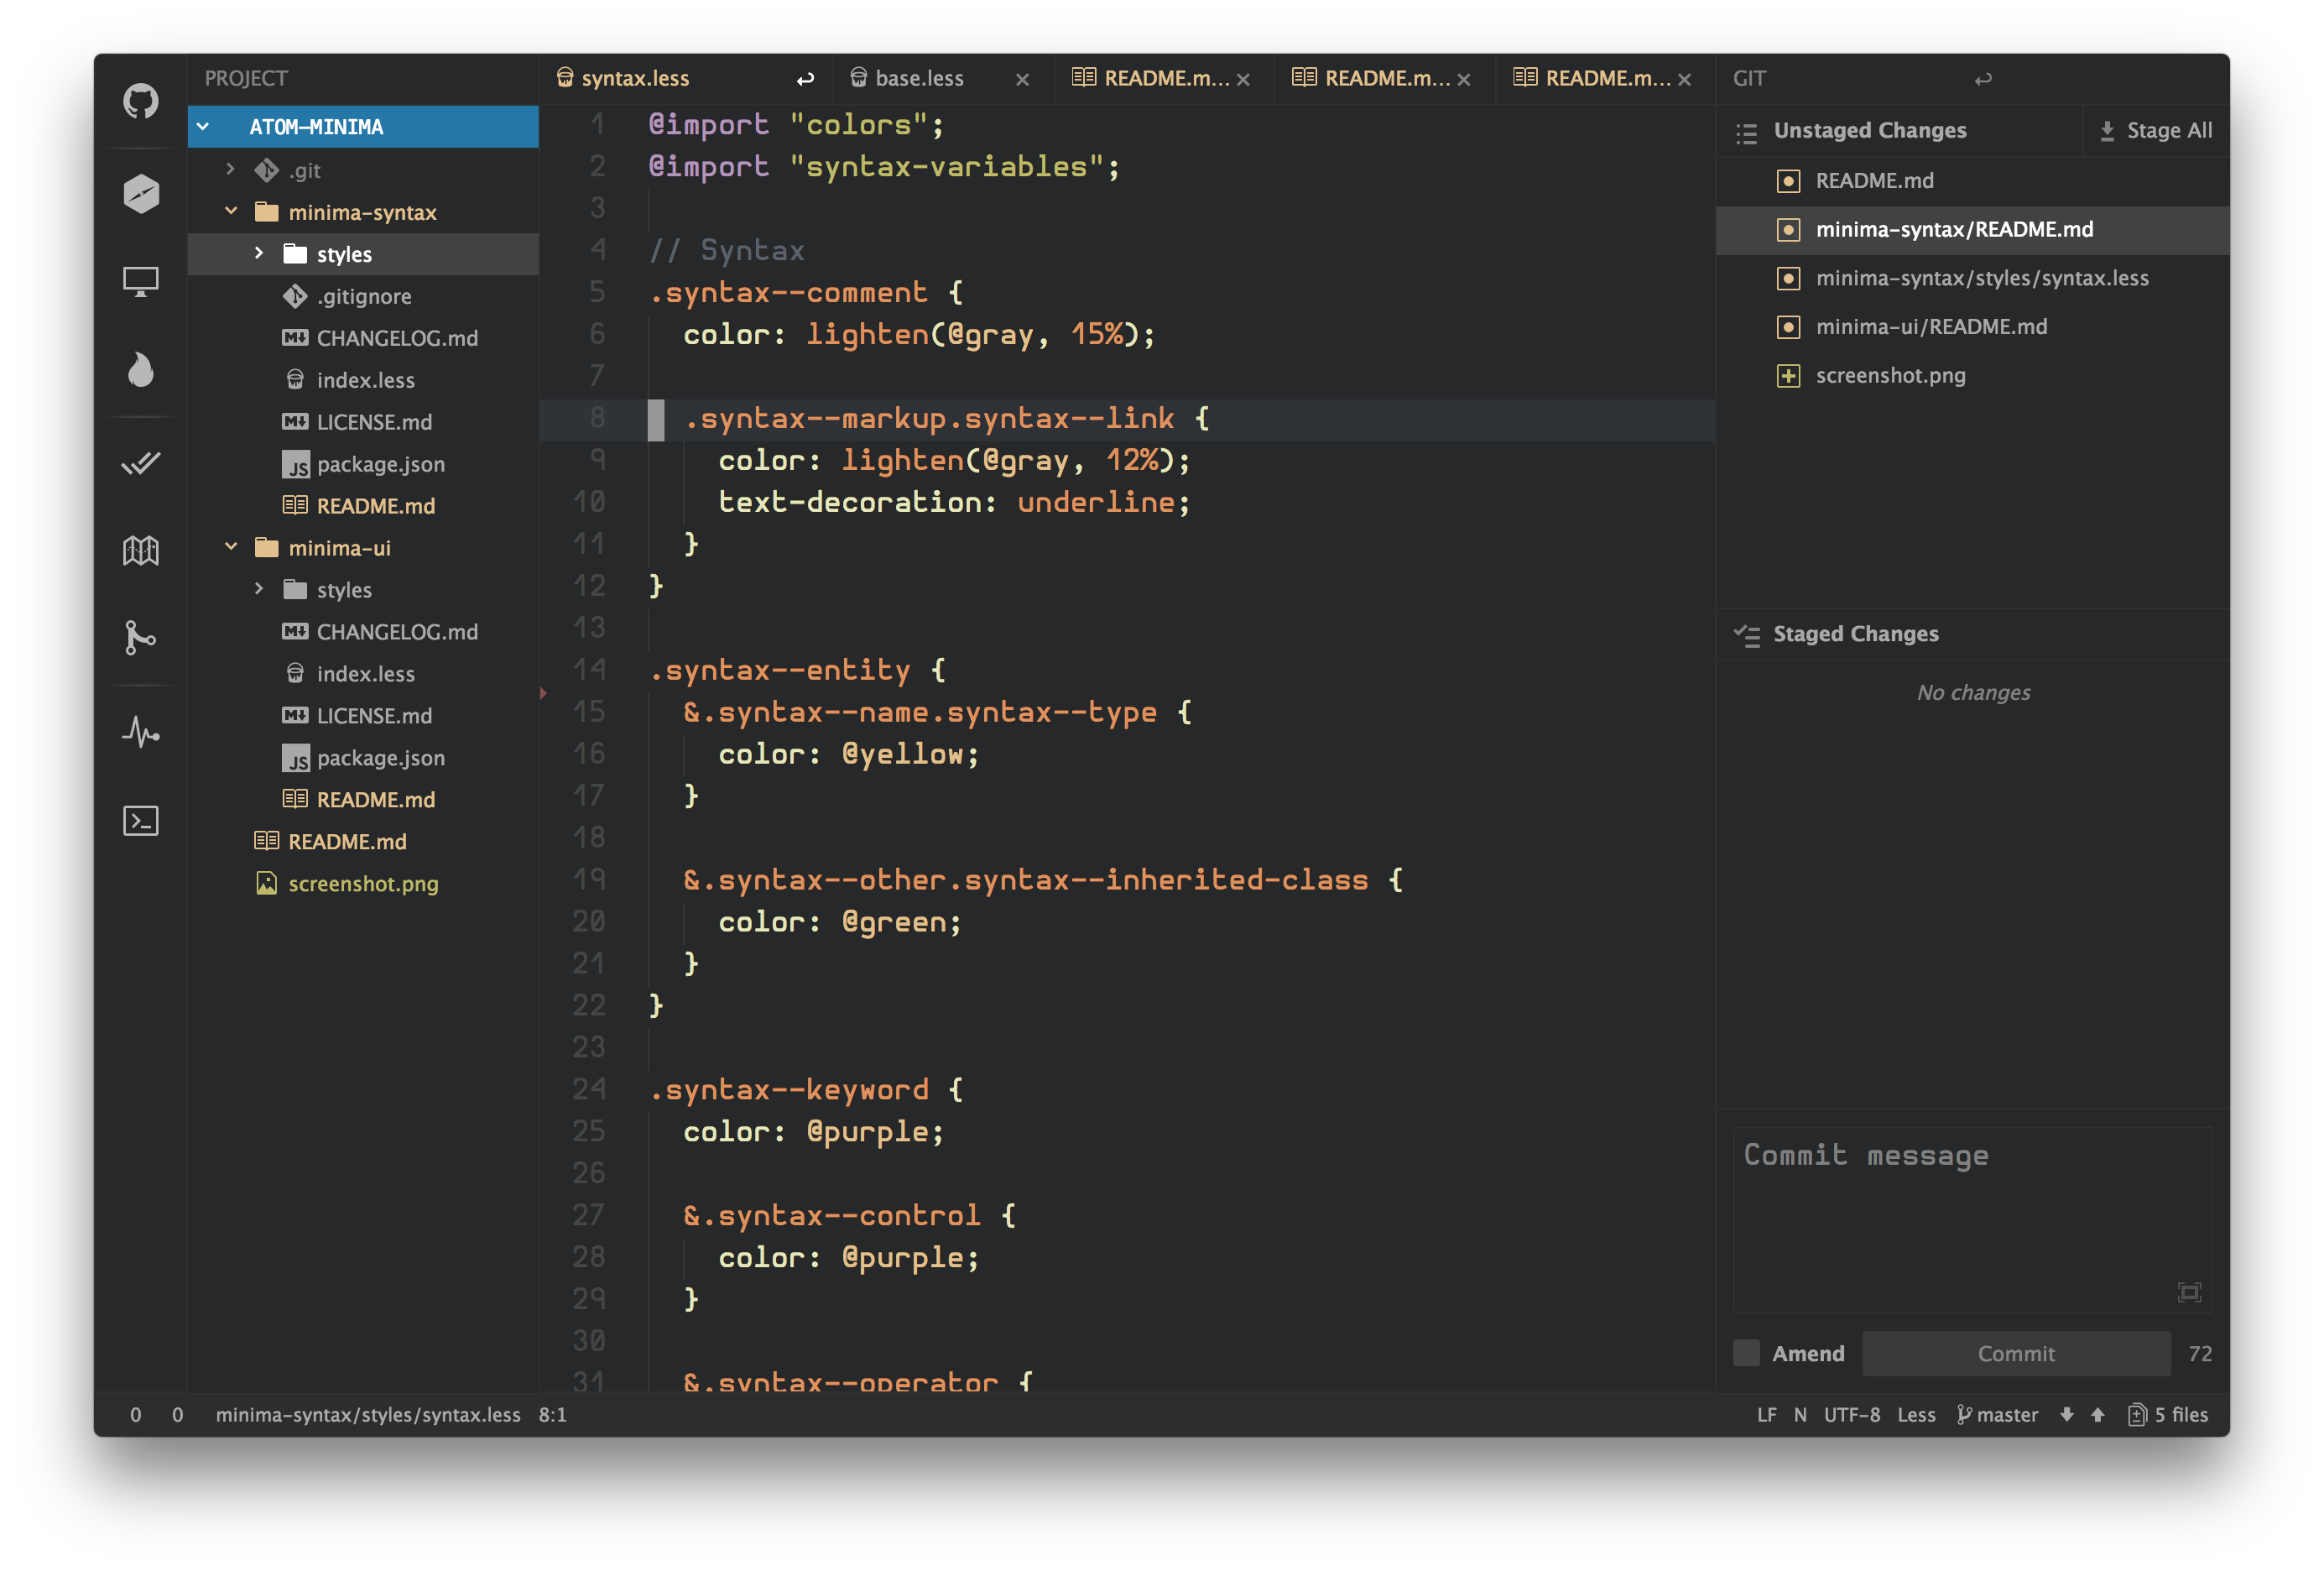 PROJECT
ATOM-MINIMA
.git
minima-syntax
styles
.gitignore
CHANGELOG.md
index.less
LICENSE.md
package.json
README.md
minima-ui
styles
CHANGELOG.md
index.less
LICENSE.md
package.json
README.md
README.md
screenshot.png
syntax.less
base.less
README.m...
README.m...
README.m...
1 @import "colors";
2 @import "syntax-variables";
3
4 // Syntax
5 .syntax--comment {
6 color: lighten(@gray, 15%);
7
8 .syntax--markup.syntax--link {
9 color: lighten(@gray, 12%);
10 text-decoration: underline;
11 }
12 }
13
14 .syntax--entity {
15 &.syntax--name.syntax--type {
16 color: @yellow;
17 }
18
19 &.syntax--other.syntax--inherited-class {
20 color: @green;
21 }
22 }
23
24 .syntax--keyword {
25 color: @purple;
26
27 &.syntax--control {
28 color: @purple;
29 }
30
31 &.syntax--operator {
GIT
Unstaged Changes
Stage All
README.md
minima-syntax/README.md
minima-syntax/styles/syntax.less
minima-ui/README.md
screenshot.png
Staged Changes
No changes
Commit message
Amend
Commit
72
0 0 minima-syntax/styles/syntax.less 8:1
LF N UTF-8 Less master 5 files